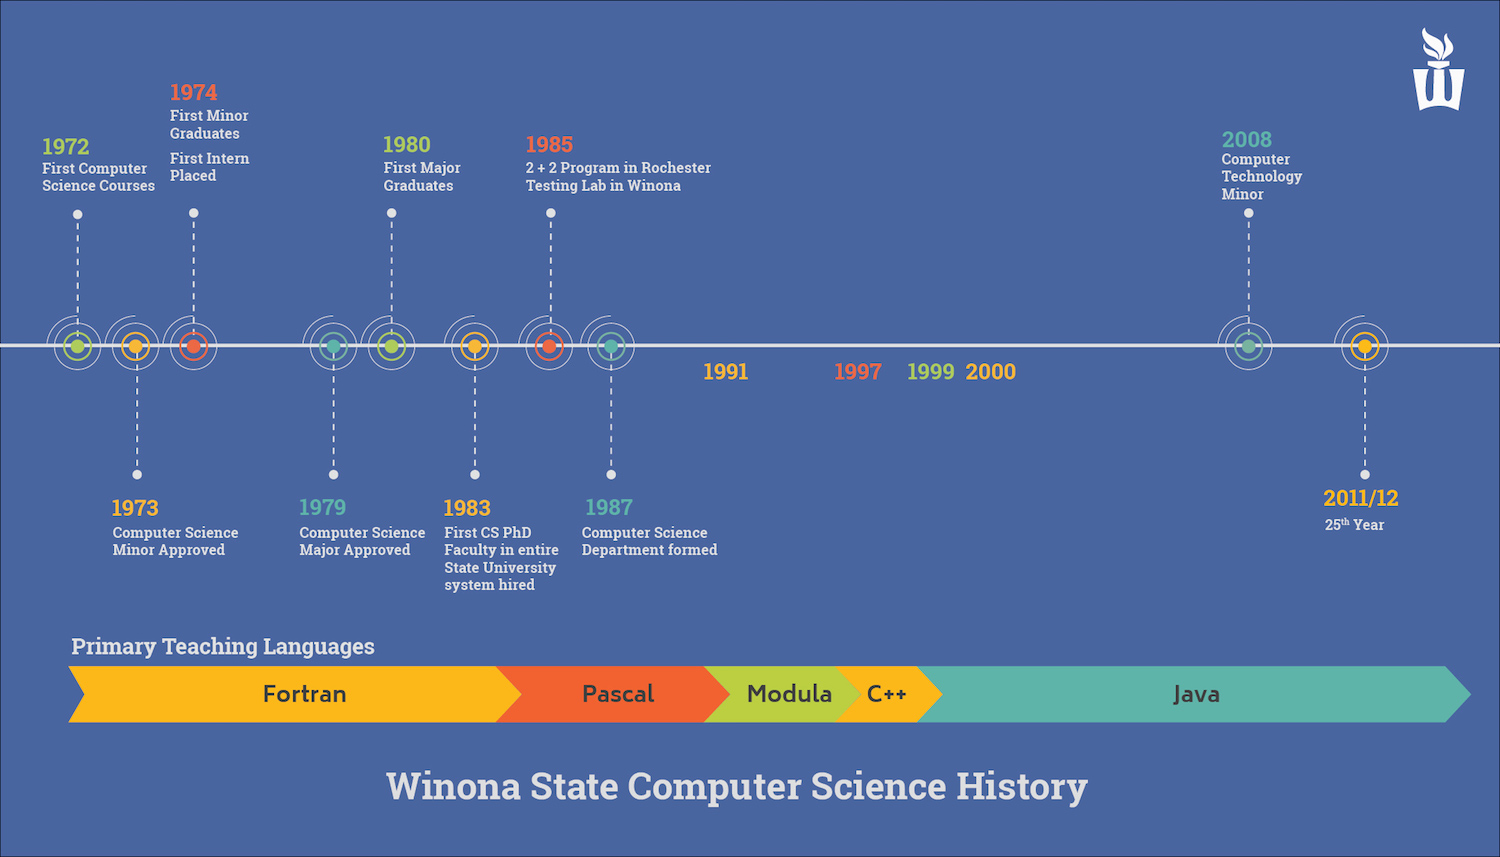 1974
First Minor
Graduates
First Intern
Placed
1972
First Computer
Science Courses
1980
First Major
Graduates
1985
2 + 2 Program in Rochester
Testing Lab in Winona
2008
Computer
Technology
Minor
W
1991
1997
1999
2000
1973
Computer Science
Minor Approved
1979
Computer Science
Major Approved
1983
First CS PhD
Faculty in entire
State University
system hired
1987
Computer Science
Department formed
2011/12
25th Year
Primary Teaching Languages
Fortran
Pascal
Modula
C++
Java
Winona State Computer Science History